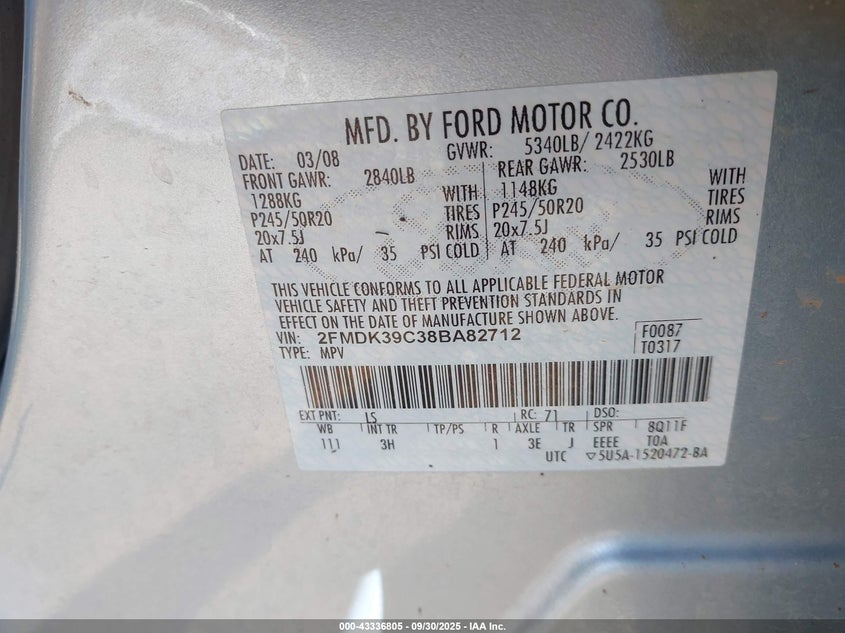 MFD. BY FORD MOTOR CO.
DATE: 03/08 GVWR: 5340LB/ 2422KG
FRONT GAWR: 2840LB REAR GAWR: 2530LB
1288KG WITH 1148KG WITH
P245/50R20 TIRES P245/50R20 TIRES
20x7.5J RIMS 20x7.5J RIMS
AT 240 kPa/ 35 PSI COLD AT 240 kPa/ 35 PSI COLD
THIS VEHICLE CONFORMS TO ALL APPLICABLE FEDERAL MOTOR
VEHICLE SAFETY AND THEFT PREVENTION STANDARDS IN
EFFECT ON THE DATE OF MANUFACTURE SHOWN ABOVE.
VIN: 2FMDK39C38BA82712 F0087
TYPE: MPV T0317
EXT PNT: LS RC: 71 DSO:
WB INT TR TP/PS R AXLE TR SPR 8Q11F
111 3H 1 3E J EEEE TOA
UTC ▽5U5A-1520472-BA
000-43336805 - 09/30/2025 - IAA Inc.